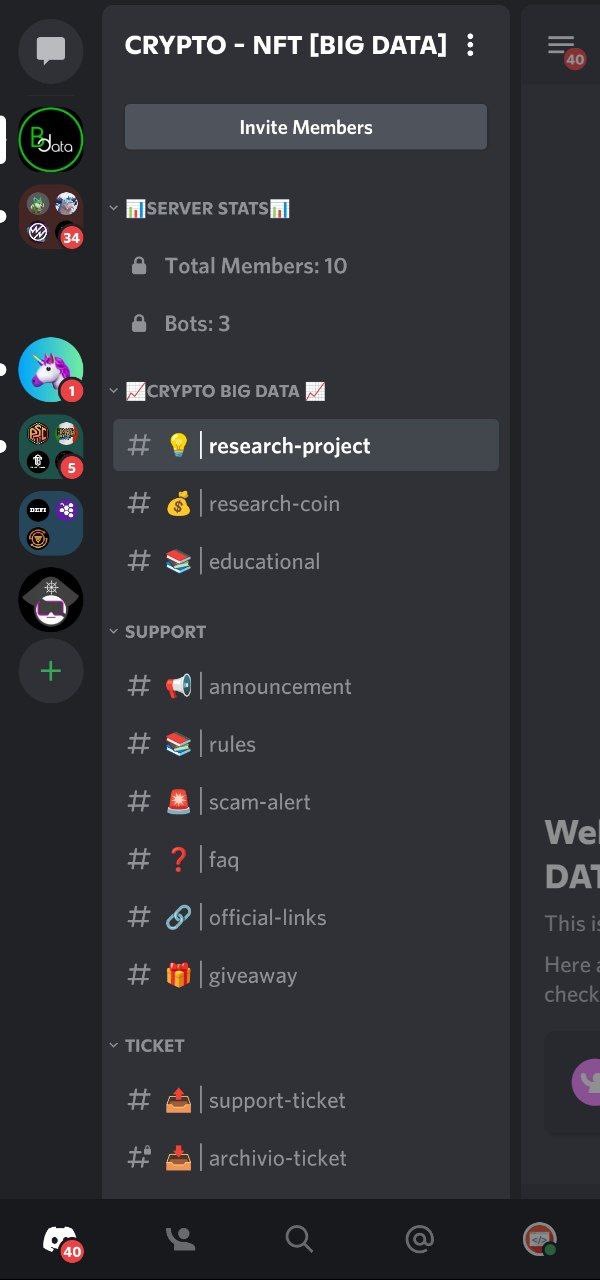 CRYPTO - NFT [BIG DATA]
40
Invite Members
Bdata
📊SERVER STATS📊
34
Total Members: 10
Bots: 3
1
📈CRYPTO BIG DATA 📈
# 💡│research-project
5
# 💰│research-coin
DEFI
# 📚│educational
SUPPORT
# 📢│announcement
# 📚│rules
# 🚨│scam-alert
Wel
# ❓│faq
DAT
# 🔗│official-links
This is
# 🎁│giveaway
Here a
check
TICKET
# 📤│support-ticket
# 📥│archivio-ticket
40